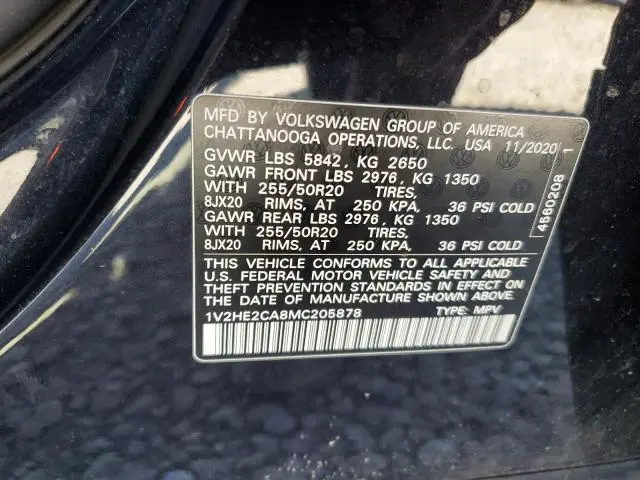 MFD BY VOLKSWAGEN GROUP OF AMERICA
CHATTANOOGA OPERATIONS, LLC. USA 11/2020
GVWR LBS 5842, KG 2650
GAWR FRONT LBS 2976, KG 1350
WITH 255/50R20 TIRES,
8JX20 RIMS, AT 250 KPA, 36 PSI COLD
GAWR REAR LBS 2976, KG 1350
WITH 255/50R20 TIRES,
8JX20 RIMS, AT 250 KPA, 36 PSI COLD
THIS VEHICLE CONFORMS TO ALL APPLICABLE
U.S. FEDERAL MOTOR VEHICLE SAFETY AND
THEFT PREVENTION STANDARDS IN EFFECT ON
THE DATE OF MANUFACTURE SHOWN ABOVE.
1V2HE2CA8MC205878 TYPE: MPV
4560208 1